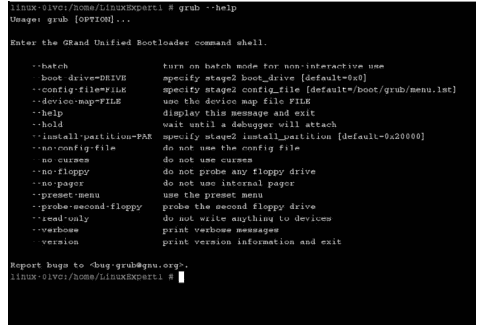 linux-0lvc:/home/LinuxExpert1 # grub --help
Usage: grub [OPTION]...
Enter the GRand Unified Bootloader command shell.
--batch turn on batch mode for non-interactive use
--boot-drive=DRIVE specify stage2 boot_drive [default=0x0]
--config-file=FILE specify stage2 config_file [default=/boot/grub/menu.lst]
--device-map=FILE use the device map file FILE
--help display this message and exit
--hold wait until a debugger will attach
--install-partition=PAR specify stage2 install_partition [default=0x20000]
--no-config-file do not use the config file
--no-curses do not use curses
--no-floppy do not probe any floppy drive
--no-pager do not use internal pager
--preset-menu use the preset menu
--probe-second-floppy probe the second floppy drive
--read-only do not write anything to devices
--verbose print verbose messages
--version print version information and exit
Report bugs to <bug-grub@gnu.org>.
linux-0lvc:/home/LinuxExpert1 #